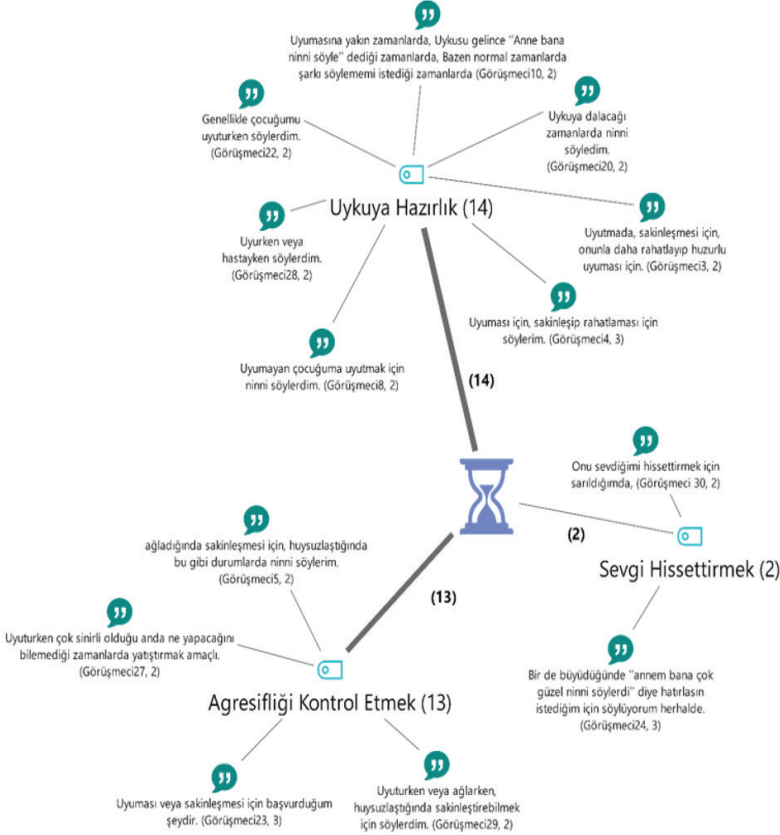 Uyumasına yakın zamanlarda, Uykusu gelince "Anne bana
ninni söyle" dediği zamanlarda, Bazen normal zamanlarda
şarkı söylememi istediği zamanlarda (Görüşmeci10, 2)
Genellikle çocuğumu
uyuturken söylerdim.
(Görüşmeci22, 2)
Uykuya dalacağı
zamanlarda ninni
söyledim.
(Görüşmeci20, 2)
Uykuya Hazırlık (14)
Uyurken veya
hastayken söylerdim.
(Görüşmeci28, 2)
Uyutmada, sakinleşmesi için,
onunla daha rahatlayıp huzurlu
uyuması için. (Görüşmeci3, 2)
Uyuması için, sakinleşip rahatlaması için
söylerim. (Görüşmeci4, 3)
Uyumayan çocuğuma uyutmak için
ninni söylerdim. (Görüşmeci8, 2)
(14)
Onu sevdiğimi hissettirmek için
sarıldığımda, (Görüşmeci 30, 2)
(2)
Sevgi Hissettirmek (2)
ağladığında sakinleşmesi için, huysuzlaştığında
bu gibi durumlarda ninni söylerim.
(Görüşmeci5, 2)
(13)
Uyuturken çok sinirli olduğu anda ne yapacağını
bilemediği zamanlarda yatıştırmak amaçlı.
(Görüşmeci27, 2)
Agresifliği Kontrol Etmek (13)
Bir de büyüdüğünde "annem bana çok
güzel ninni söylerdi" diye hatırlasın
istediğim için söylüyorum herhalde.
(Görüşmeci24, 3)
Uyuması veya sakinleşmesi için başvurduğum
şeydir. (Görüşmeci23, 3)
Uyuturken veya ağlarken,
huysuzlaştığında sakinleştirebilmek
için söylerdim. (Görüşmeci29, 2)